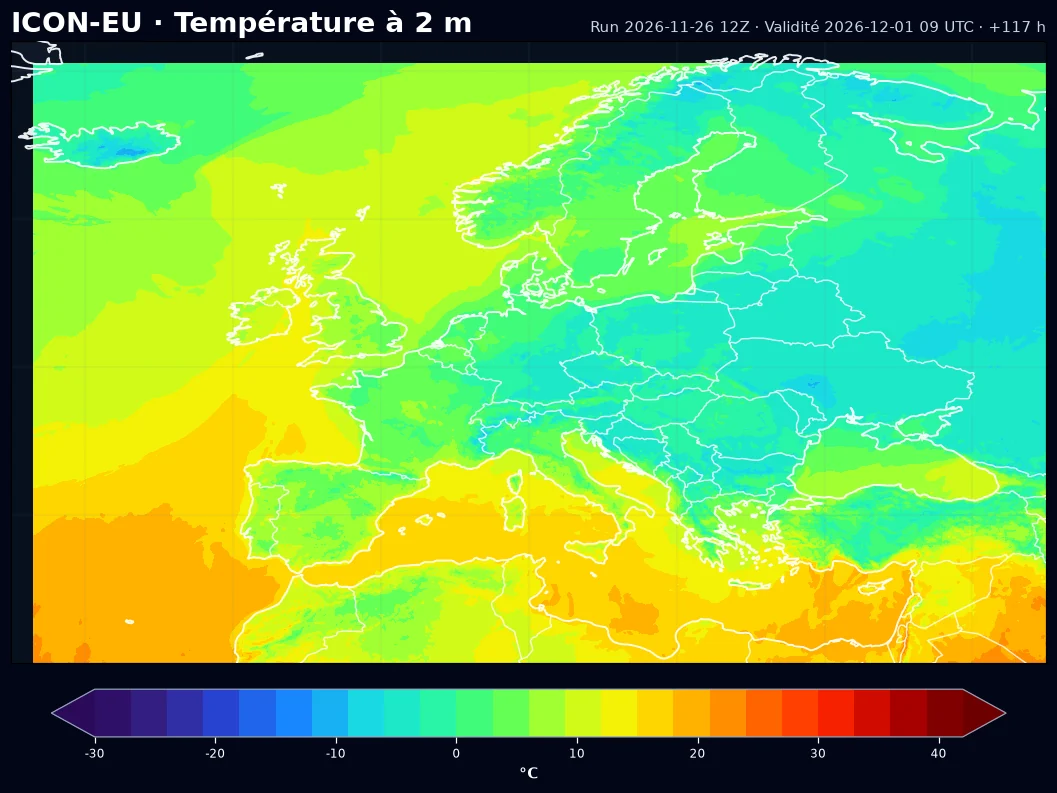 ICON-EU · Température à 2 m
Run 2026-11-26 12Z · Validité 2026-12-01 09 UTC · +117 h
-30 -20 -10 0 10 20 30 40
°C